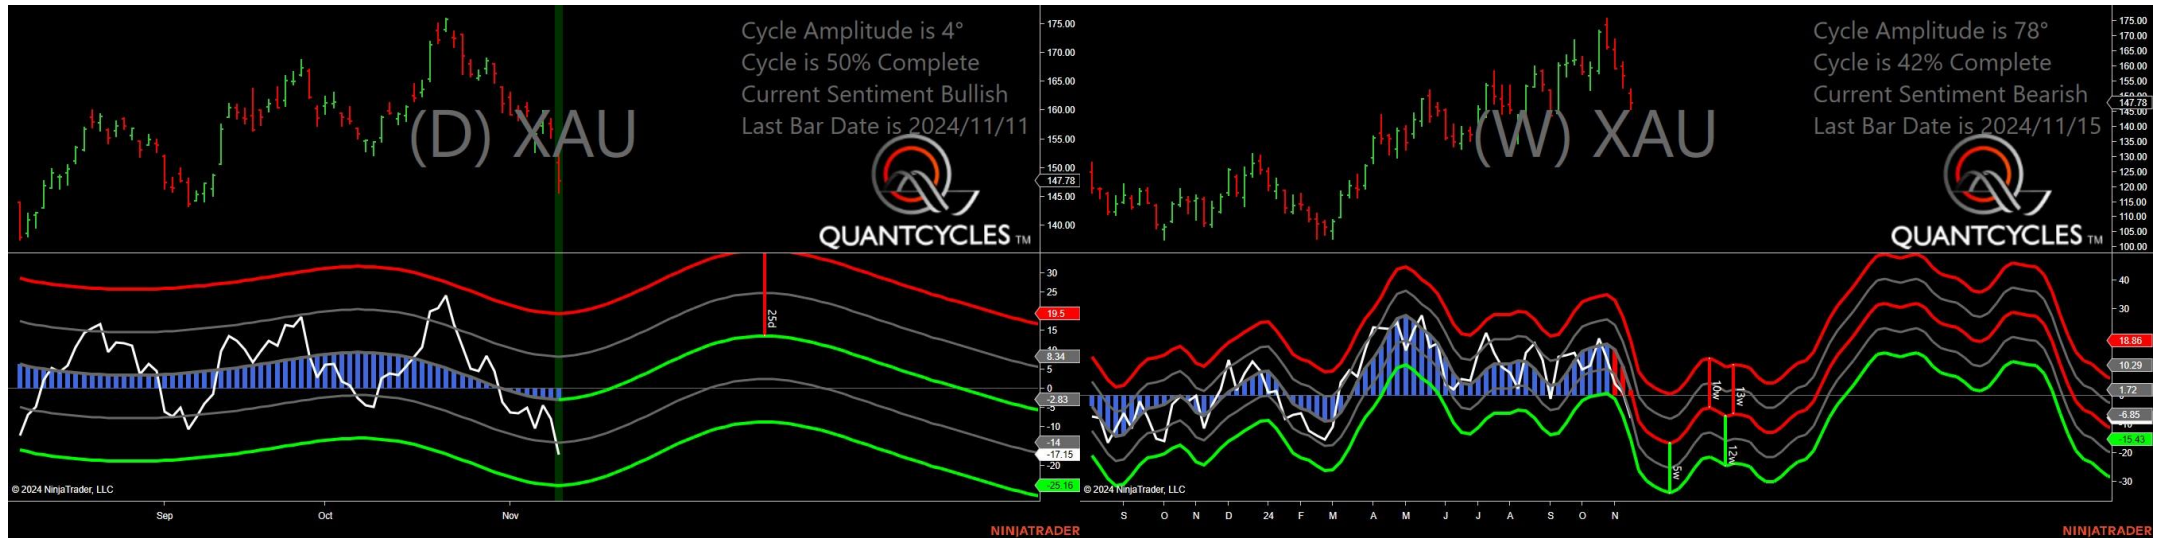 Cycle Amplitude is 4°
Cycle is 50% Complete
Current Sentiment Bullish
Last Bar Date is 2024/11/11
(D) XAU
QUANTCYCLES TM
175.00
170.00
165.00
160.00
155.00
150.00
147.78
145.00
140.00
30
25
19.5
15
8.34
5
0
-2.83
-5
-10
-14
-17.15
-20
-25.16
25d
© 2024 NinjaTrader, LLC
Sep Oct Nov
NINJATRADER
Cycle Amplitude is 78°
Cycle is 42% Complete
Current Sentiment Bearish
Last Bar Date is 2024/11/15
(W) XAU
QUANTCYCLES TM
175.00
170.00
165.00
160.00
155.00
147.78
140.00
135.00
130.00
125.00
120.00
115.00
110.00
105.00
100.00
40
30
18.86
10.29
1.72
-6.85
-15.43
-20
-30
5w
10w
12w
13w
© 2024 NinjaTrader, LLC
S O N D 24 F M A M J J A S O N
NINJATRADER